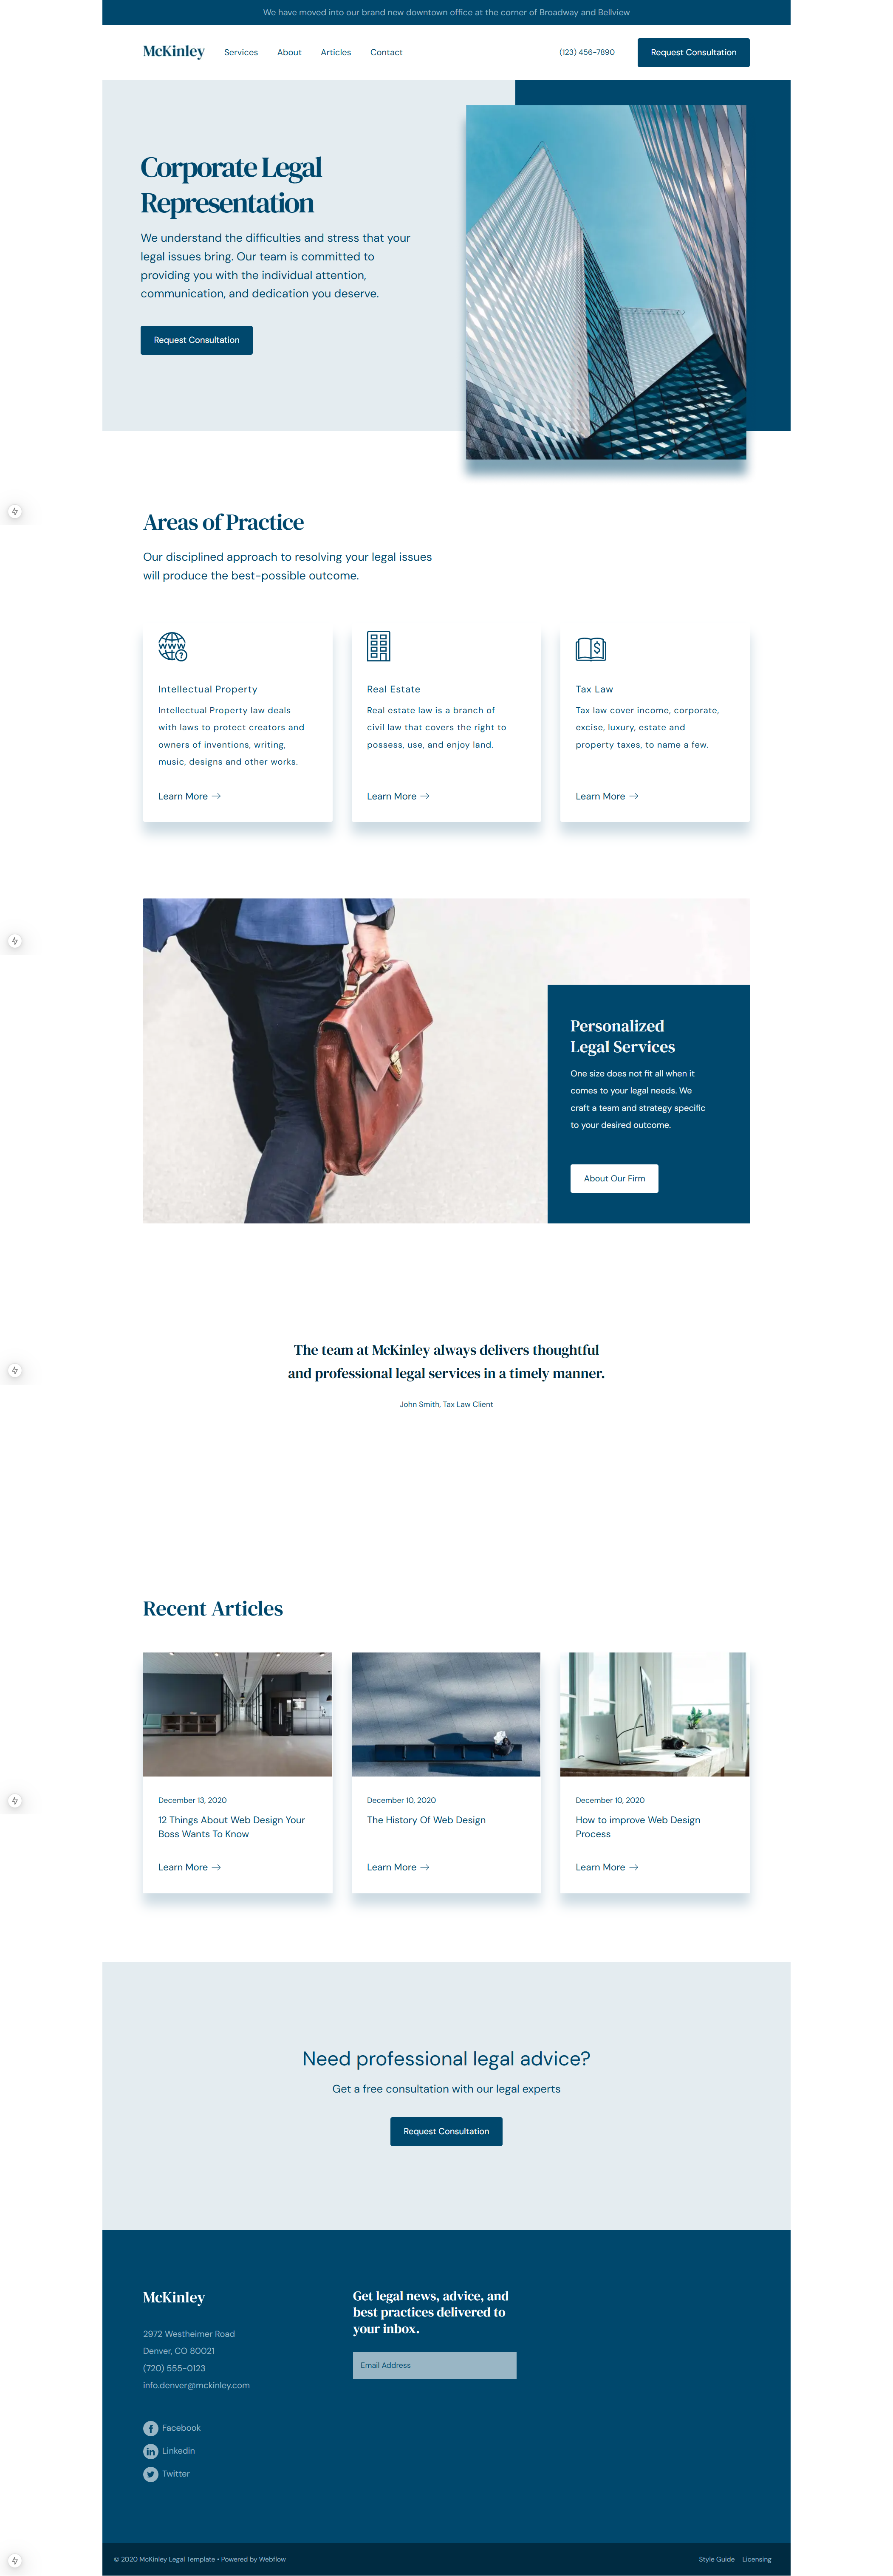 We have moved into our brand new downtown office at the corner of Broadway and Bellview
McKinley
Services
About
Articles
Contact
(123) 456-7890
Request Consultation
Corporate Legal
Representation
We understand the difficulties and stress that your
legal issues bring. Our team is committed to
providing you with the individual attention,
communication, and dedication you deserve.
Request Consultation
Areas of Practice
Our disciplined approach to resolving your legal issues
will produce the best-possible outcome.
WWW
?
Intellectual Property
Intellectual Property law deals
with laws to protect creators and
owners of inventions, writing,
music, designs and other works.
Learn More
Real Estate
Real estate law is a branch of
civil law that covers the right to
possess, use, and enjoy land.
Learn More
$
Tax Law
Tax law cover income, corporate,
excise, luxury, estate and
property taxes, to name a few.
Learn More
Personalized
Legal Services
One size does not fit all when it
comes to your legal needs. We
craft a team and strategy specific
to your desired outcome.
About Our Firm
The team at McKinley always delivers thoughtful
and professional legal services in a timely manner.
John Smith, Tax Law Client
Recent Articles
December 13, 2020
12 Things About Web Design Your
Boss Wants To Know
Learn More
December 10, 2020
The History Of Web Design
Learn More
December 10, 2020
How to improve Web Design
Process
Learn More
Need professional legal advice?
Get a free consultation with our legal experts
Request Consultation
McKinley
2972 Westheimer Road
Denver, CO 80021
(720) 555-0123
info.denver@mckinley.com
Facebook
Linkedin
Twitter
Get legal news, advice, and
best practices delivered to
your inbox.
Email Address
© 2020 McKinley Legal Template • Powered by Webflow
Style Guide
Licensing